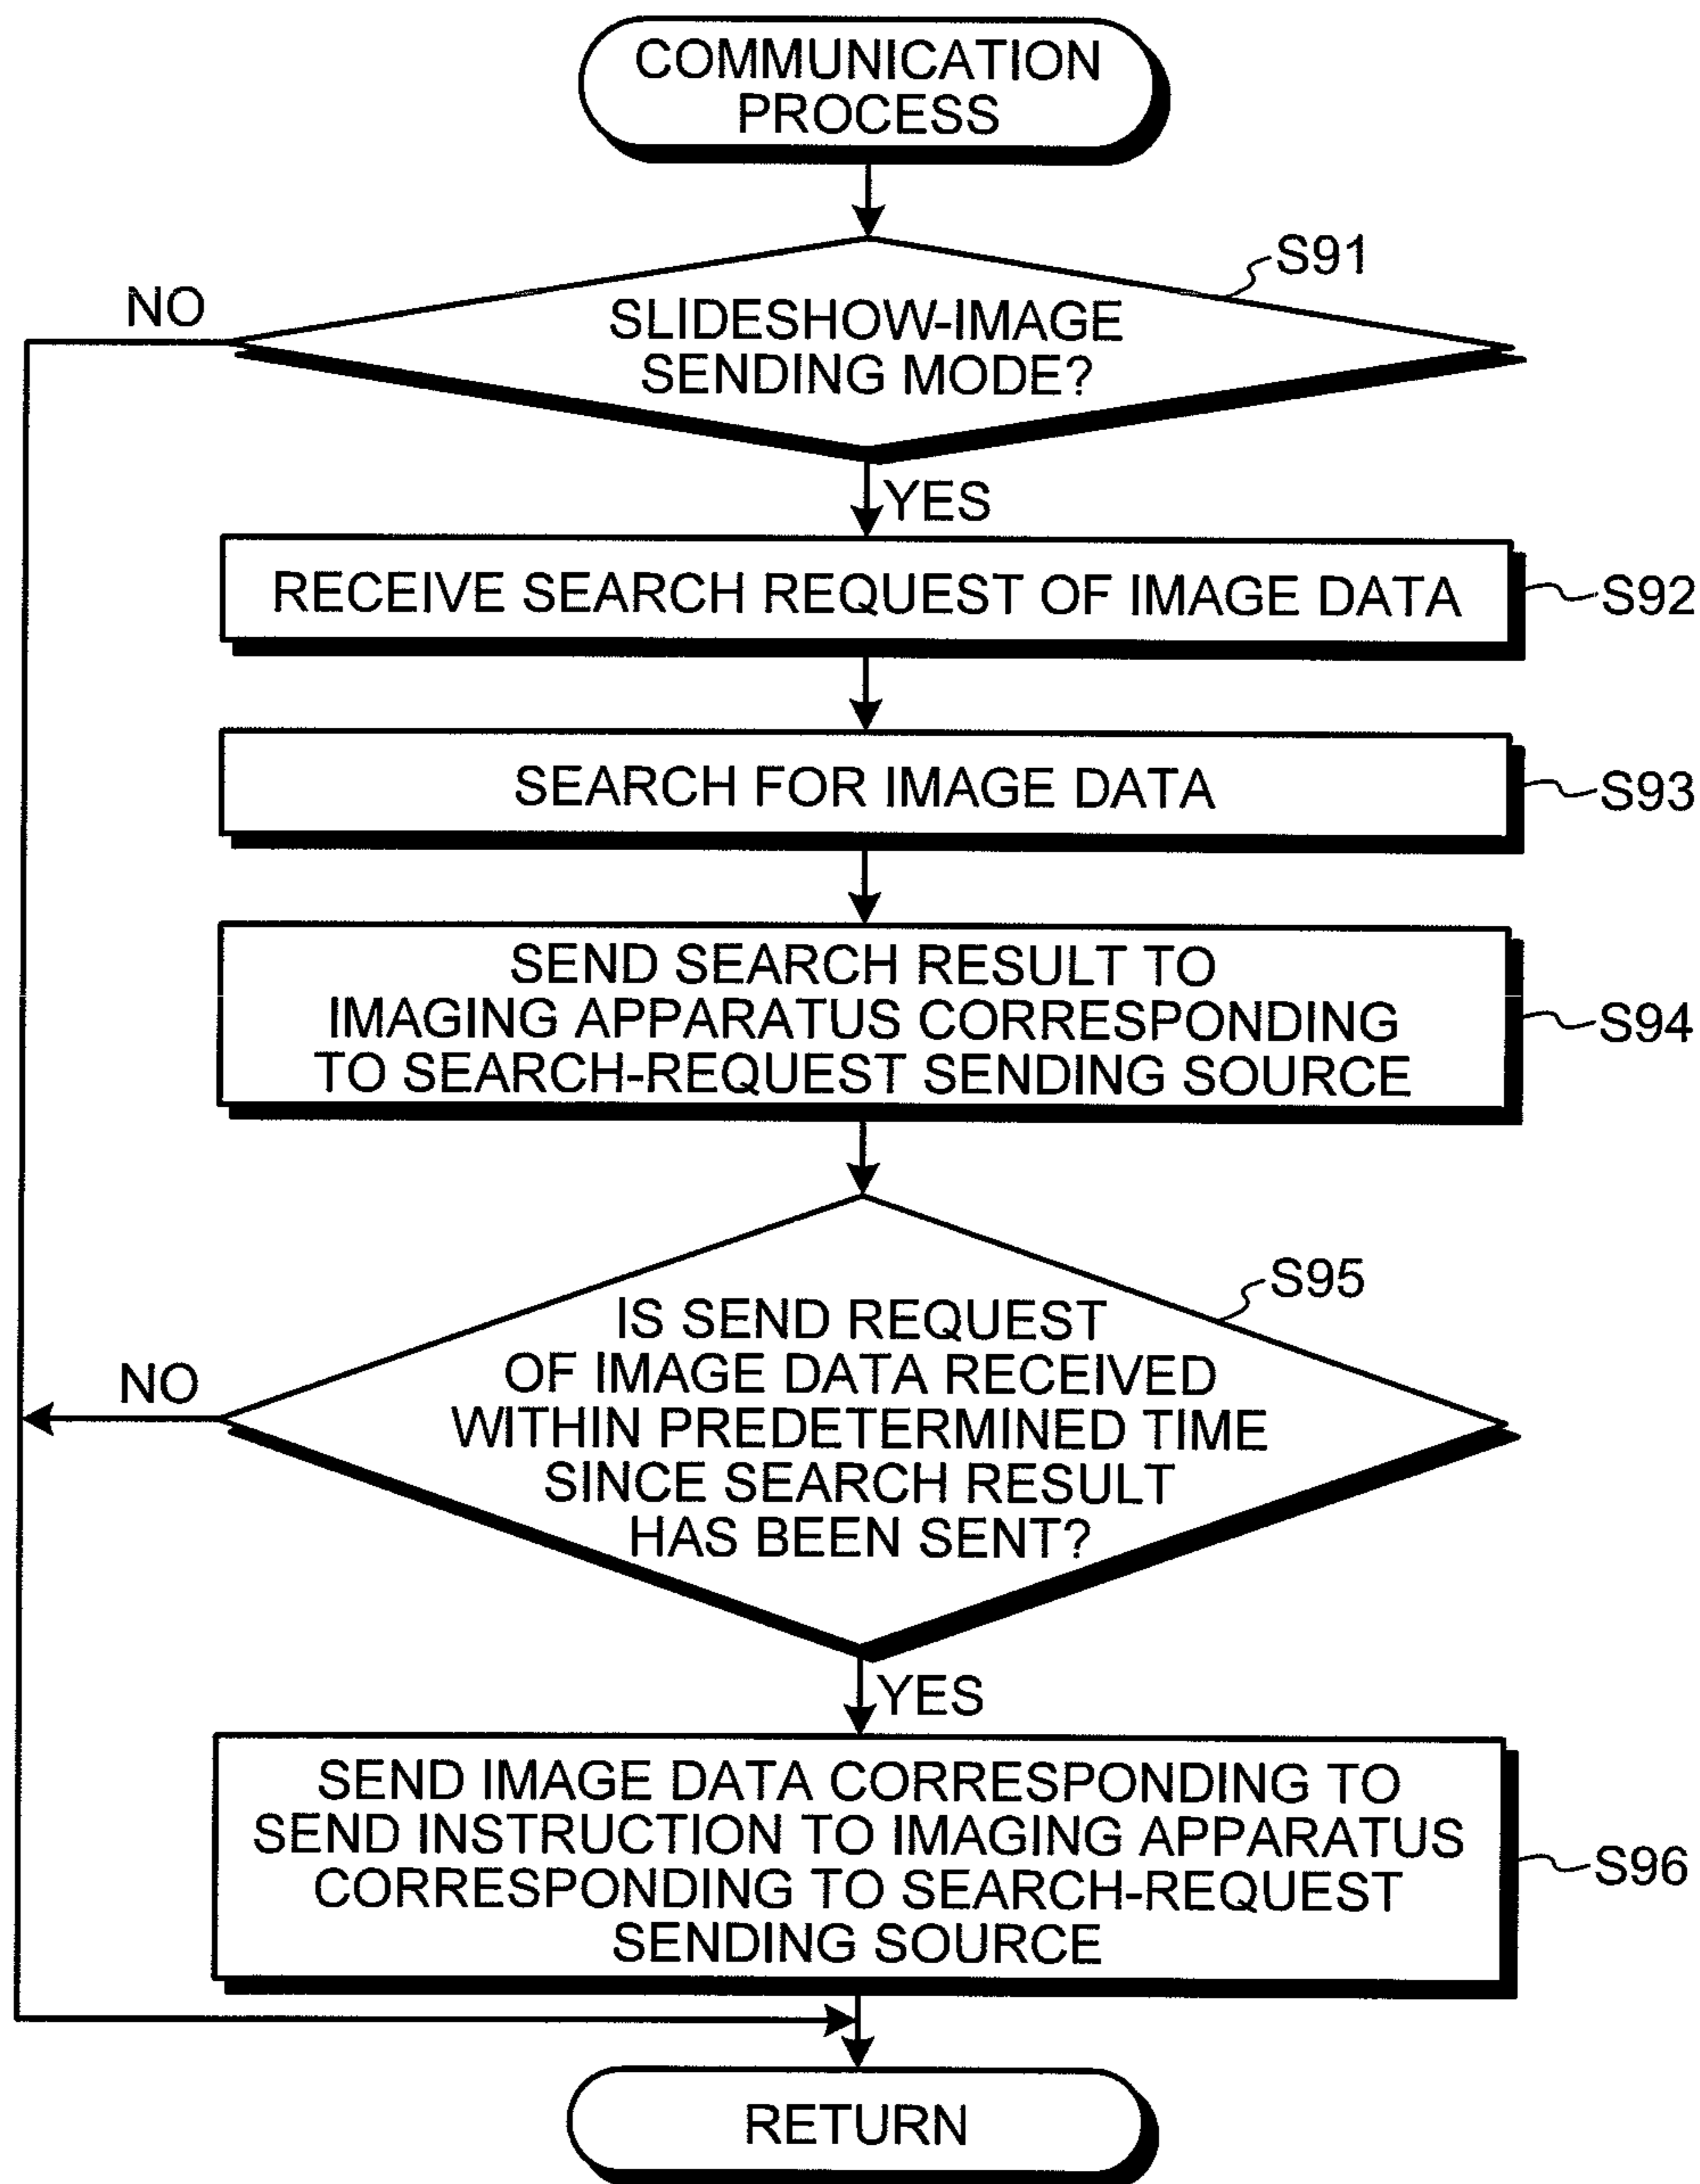 COMMUNICATION
PROCESS
S91
NO
SLIDESHOW-IMAGE
SENDING MODE?
YES
RECEIVE SEARCH REQUEST OF IMAGE DATA
S92
SEARCH FOR IMAGE DATA
S93
SEND SEARCH RESULT TO
IMAGING APPARATUS CORRESPONDING
TO SEARCH-REQUEST SENDING SOURCE
S94
S95
IS SEND REQUEST
OF IMAGE DATA RECEIVED
WITHIN PREDETERMINED TIME
SINCE SEARCH RESULT
HAS BEEN SENT?
NO
YES
SEND IMAGE DATA CORRESPONDING TO
SEND INSTRUCTION TO IMAGING APPARATUS
CORRESPONDING TO SEARCH-REQUEST
SENDING SOURCE
S96
RETURN